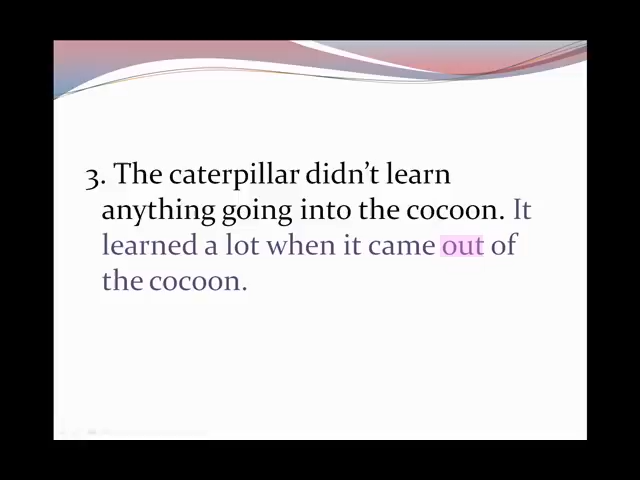 3. The caterpillar didn’t learn
anything going into the cocoon. It
learned a lot when it came out of
the cocoon.